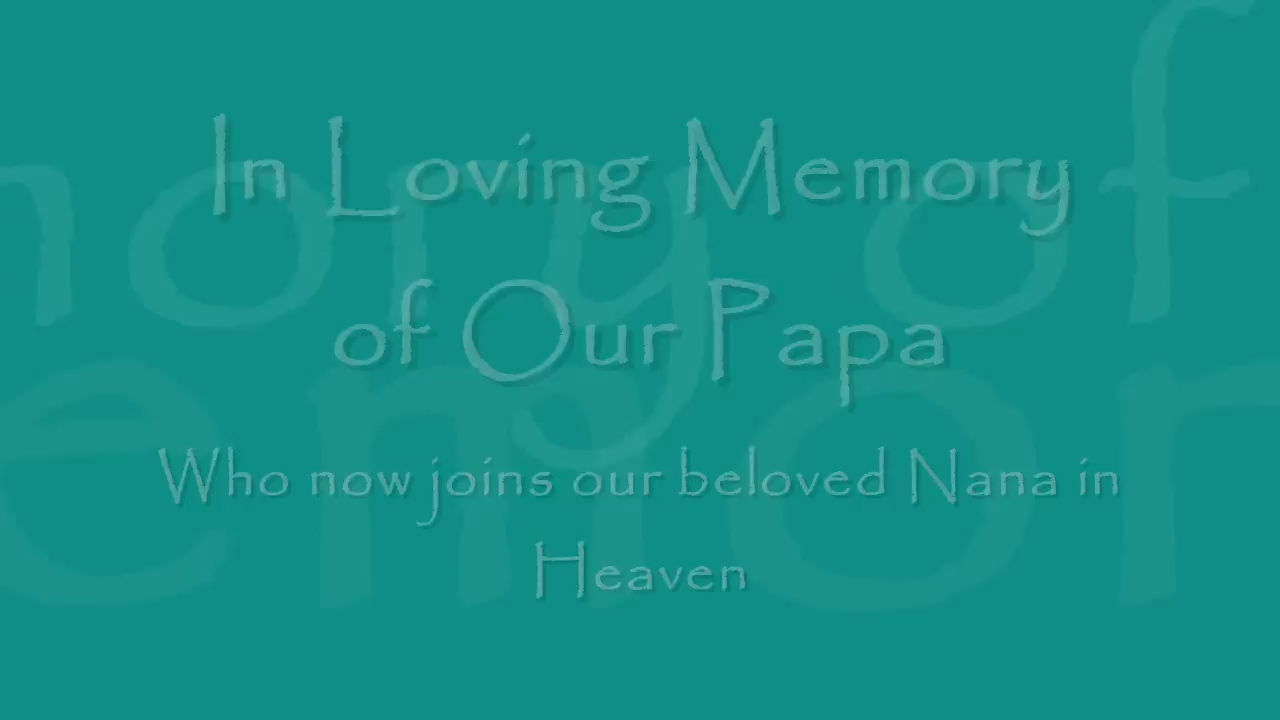 In Loving Memory
of Our Papa
Who now joins our beloved Nana in
Heaven